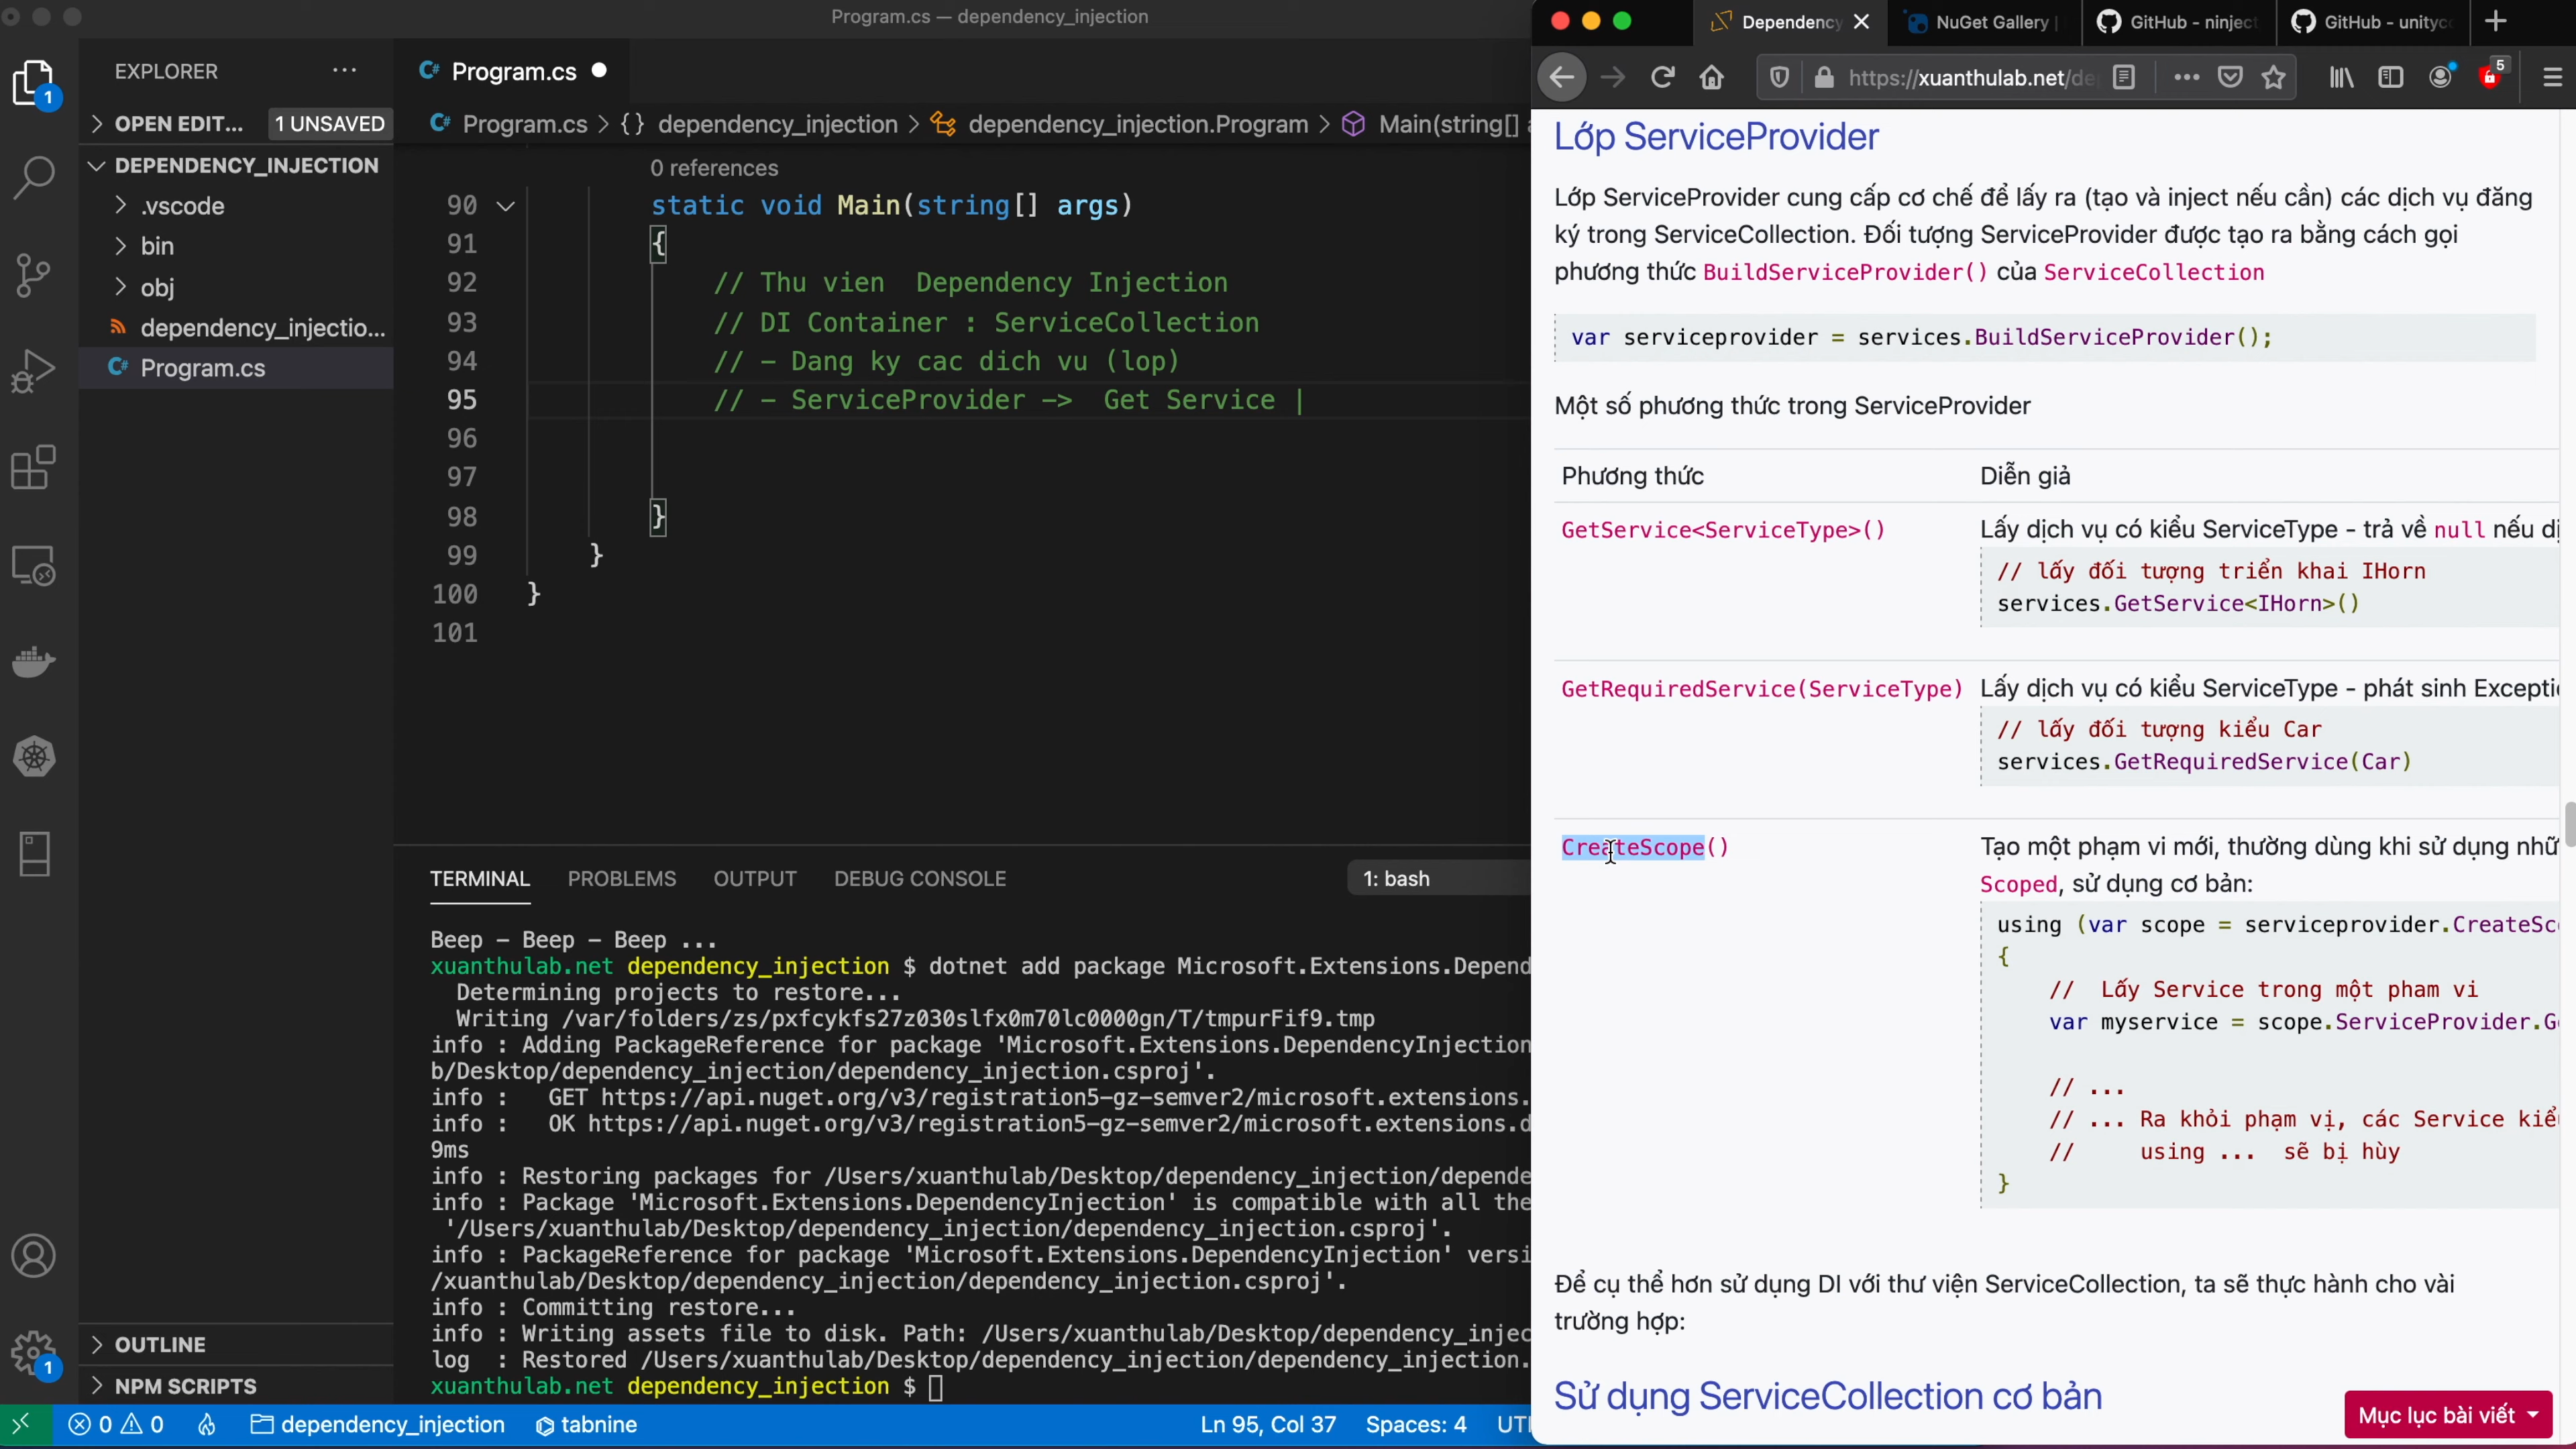 Program.cs — dependency_injection
EXPLORER
1
OPEN EDIT...
1 UNSAVED
DEPENDENCY_INJECTION
.vscode
bin
obj
dependency_injectio...
Program.cs
OUTLINE
NPM SCRIPTS
1
Program.cs
Program.cs > {} dependency_injection > dependency_injection.Program > Main(string[]
0 references
90 static void Main(string[] args)
91 {
92 // Thu vien  Dependency Injection
93 // DI Container : ServiceCollection
94 // - Dang ky cac dich vu (lop)
95 // - ServiceProvider ->  Get Service
96
97
98 }
99 }
100 }
101
TERMINAL PROBLEMS OUTPUT DEBUG CONSOLE 1: bash
Beep - Beep - Beep ...
xuanthulab.net dependency_injection $ dotnet add package Microsoft.Extensions.Depend
Determining projects to restore...
Writing /var/folders/zs/pxfcykfs27z030slfx0m70lc0000gn/T/tmpurFif9.tmp
info : Adding PackageReference for package 'Microsoft.Extensions.DependencyInjection
b/Desktop/dependency_injection/dependency_injection.csproj'.
info :   GET https://api.nuget.org/v3/registration5-gz-semver2/microsoft.extensions.
info :   OK https://api.nuget.org/v3/registration5-gz-semver2/microsoft.extensions.d
9ms
info : Restoring packages for /Users/xuanthulab/Desktop/dependency_injection/depende
info : Package 'Microsoft.Extensions.DependencyInjection' is compatible with all the
'/Users/xuanthulab/Desktop/dependency_injection/dependency_injection.csproj'.
info : PackageReference for package 'Microsoft.Extensions.DependencyInjection' versi
/xuanthulab/Desktop/dependency_injection/dependency_injection.csproj'.
info : Committing restore...
info : Writing assets file to disk. Path: /Users/xuanthulab/Desktop/dependency_injec
log  : Restored /Users/xuanthulab/Desktop/dependency_injection/dependency_injection.
xuanthulab.net dependency_injection $
0 0 dependency_injection tabnine Ln 95, Col 37 Spaces: 4 UT
Dependency NuGet Gallery | GitHub - ninject GitHub - unityc
https://xuanthulab.net/de
5
Lớp ServiceProvider
Lớp ServiceProvider cung cấp cơ chế để lấy ra (tạo và inject nếu cần) các dịch vụ đăng
ký trong ServiceCollection. Đối tượng ServiceProvider được tạo ra bằng cách gọi
phương thức BuildServiceProvider() của ServiceCollection
var serviceprovider = services.BuildServiceProvider();
Một số phương thức trong ServiceProvider
Phương thức Diễn giả
GetService<ServiceType>() Lấy dịch vụ có kiểu ServiceType - trả về null nếu dị
// lấy đối tượng triển khai IHorn
services.GetService<IHorn>()
GetRequiredService(ServiceType) Lấy dịch vụ có kiểu ServiceType - phát sinh Excepti
// lấy đối tượng kiểu Car
services.GetRequiredService(Car)
CreateScope() Tạo một phạm vi mới, thường dùng khi sử dụng nhữ
Scoped, sử dụng cơ bản:
using (var scope = serviceprovider.CreateSc
{
//  Lấy Service trong một pham vi
var myservice = scope.ServiceProvider.G
// ...
// ... Ra khỏi phạm vị, các Service kiể
//     using ...  sẽ bị hùy
}
Để cụ thể hơn sử dụng DI với thư viện ServiceCollection, ta sẽ thực hành cho vài
trường hợp:
Sử dụng ServiceCollection cơ bản
Mục lục bài viết